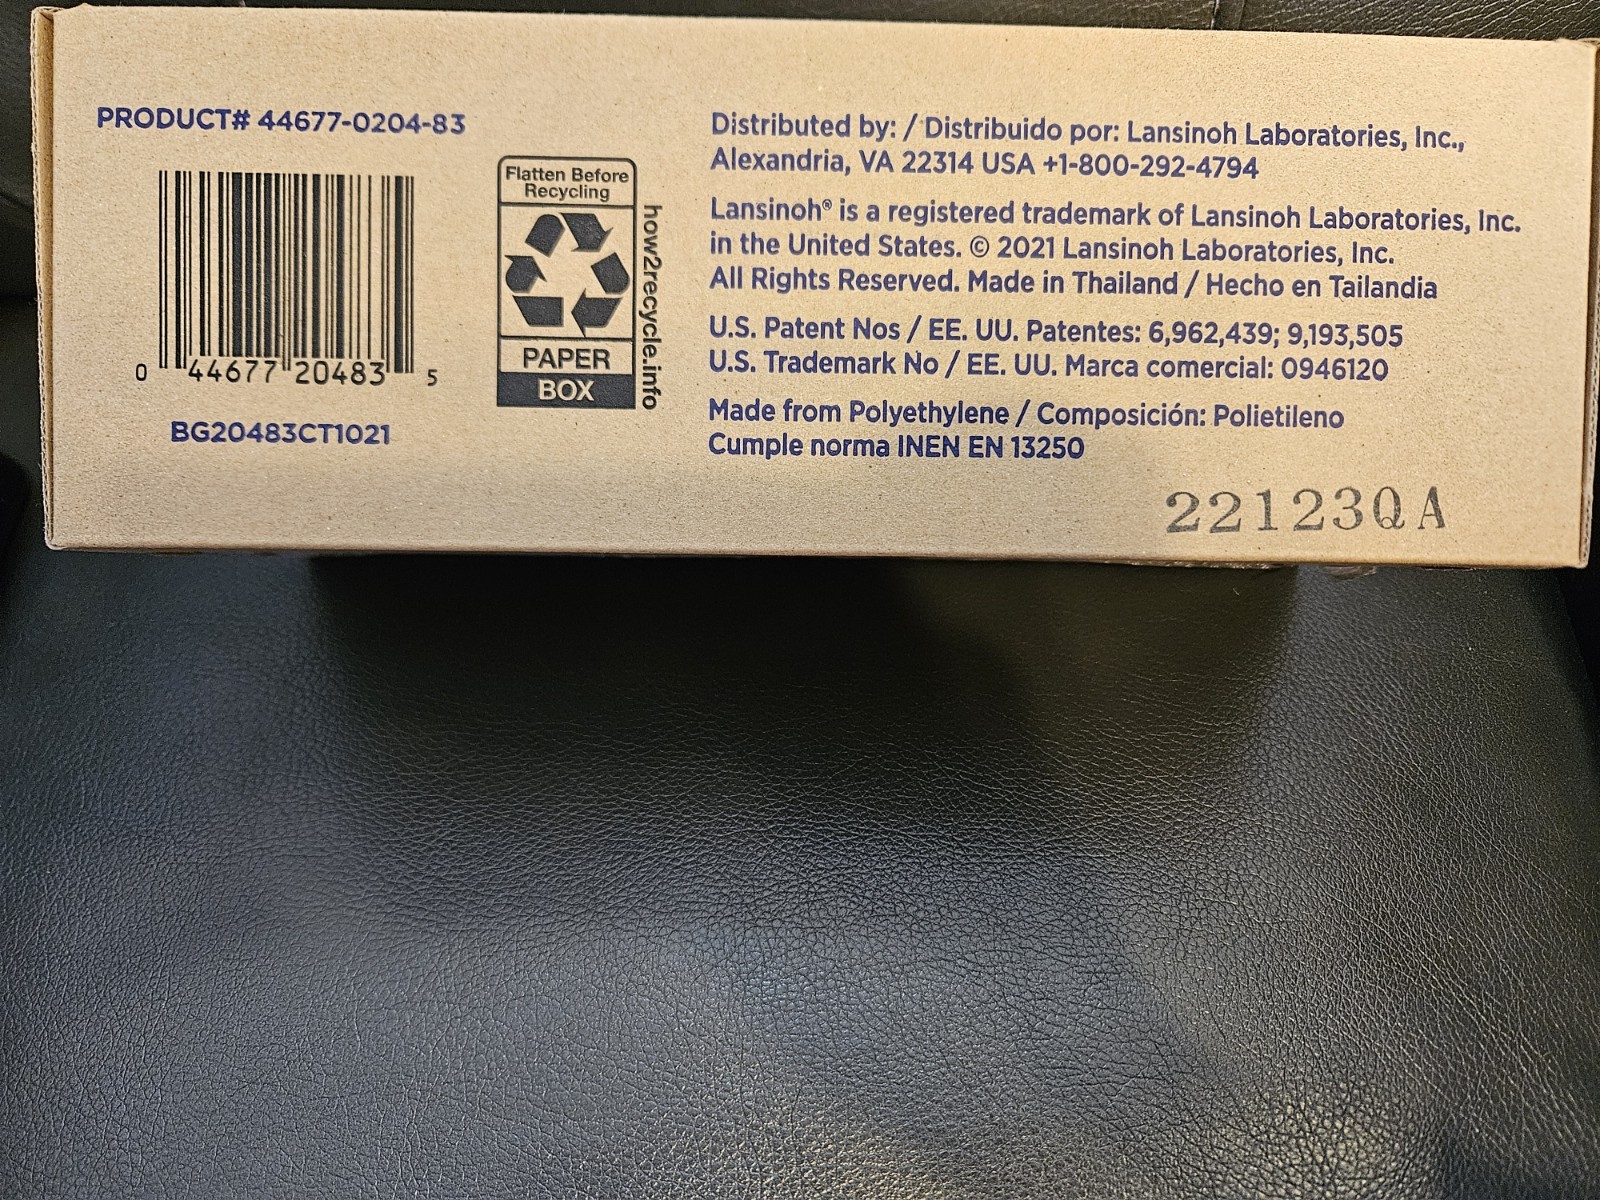 PRODUCT# 44677-0204-83
0 44677 20483 5
BG20483CT1021
Flatten Before
Recycling
PAPER
BOX
how2recycle.info
Distributed by: / Distribuido por: Lansinoh Laboratories, Inc.,
Alexandria, VA 22314 USA +1-800-292-4794
Lansinoh® is a registered trademark of Lansinoh Laboratories, Inc.
in the United States. © 2021 Lansinoh Laboratories, Inc.
All Rights Reserved. Made in Thailand / Hecho en Tailandia
U.S. Patent Nos / EE. UU. Patentes: 6,962,439; 9,193,505
U.S. Trademark No / EE. UU. Marca comercial: 0946120
Made from Polyethylene / Composición: Polietileno
Cumple norma INEN EN 13250
221230QA